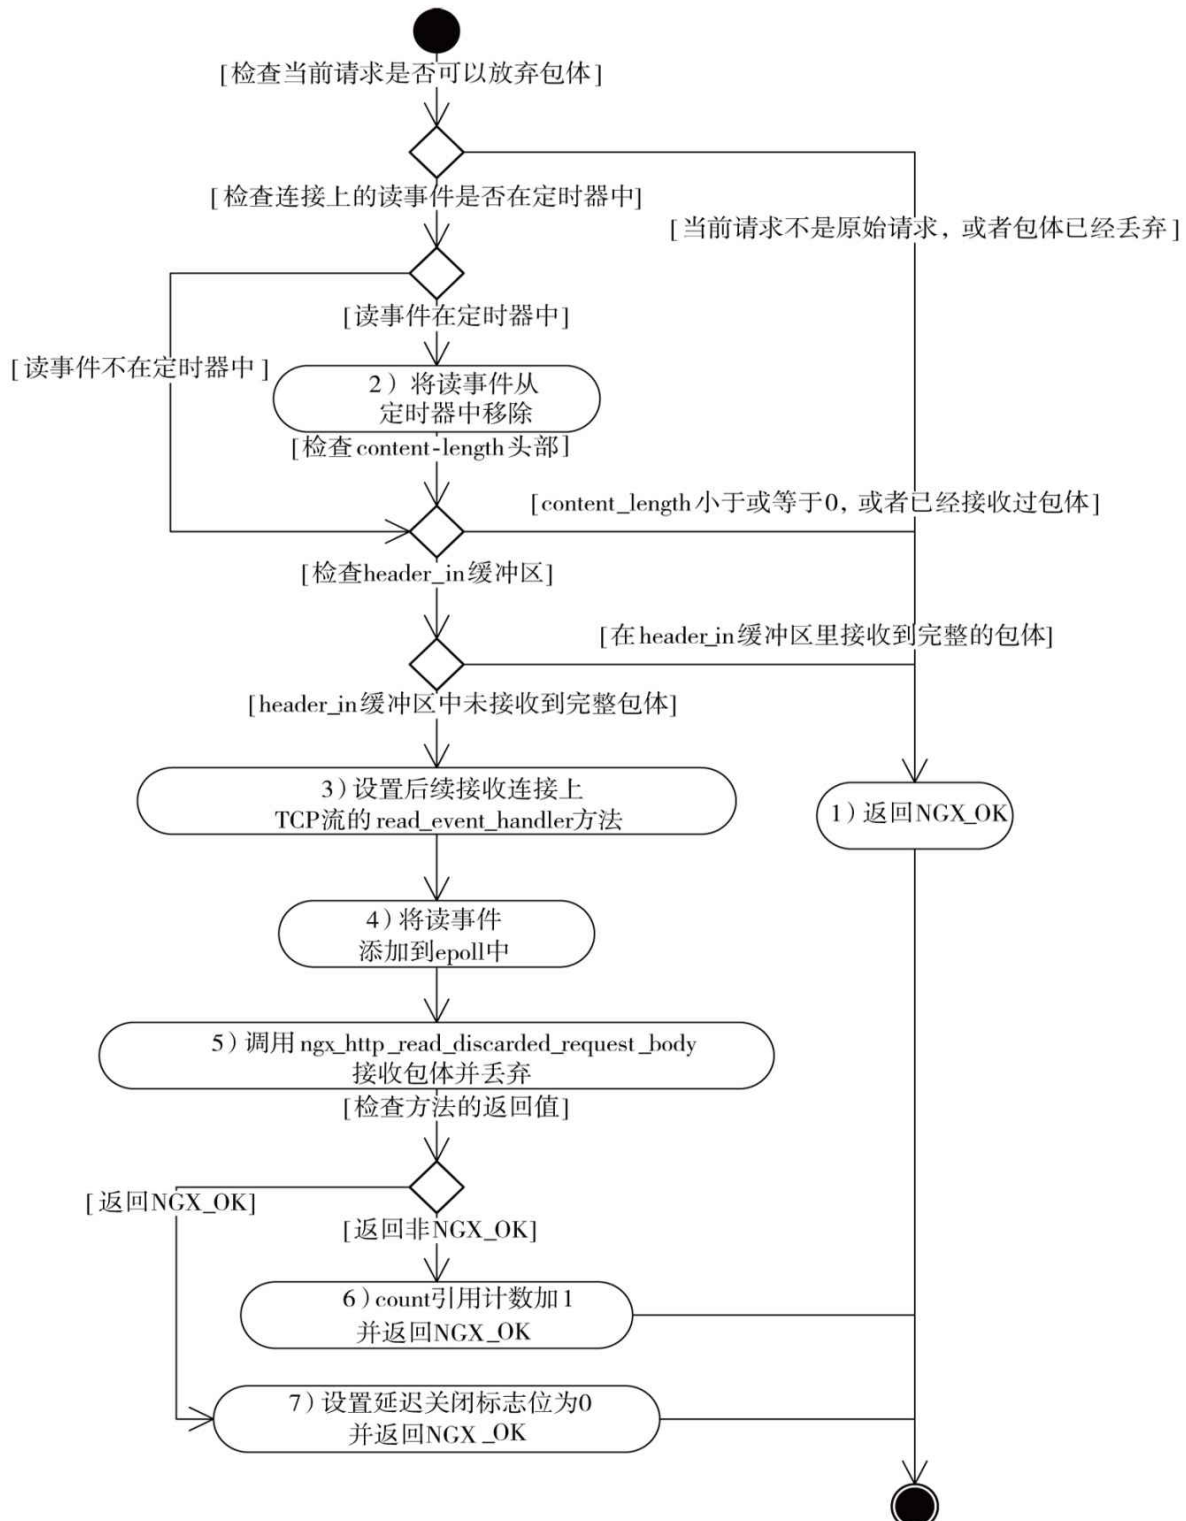 [检查当前请求是否可以放弃包体]
[检查连接上的读事件是否在定时器中]
[当前请求不是原始请求，或者包体已经丢弃]
[读事件在定时器中]
[读事件不在定时器中]
2）将读事件从
定时器中移除
[检查content-length头部]
[content_length小于或等于0，或者已经接收过包体]
[检查header_in缓冲区]
[在header_in缓冲区里接收到完整的包体]
[header_in缓冲区中未接收到完整包体]
3）设置后续接收连接上
TCP流的read_event_handler方法
1）返回NGX_OK
4）将读事件
添加到epoll中
5）调用ngx_http_read_discarded_request_body
接收包体并丢弃
[检查方法的返回值]
[返回NGX_OK]
[返回非NGX_OK]
6）count引用计数加1
并返回NGX_OK
7）设置延迟关闭标志位为0
并返回NGX_OK